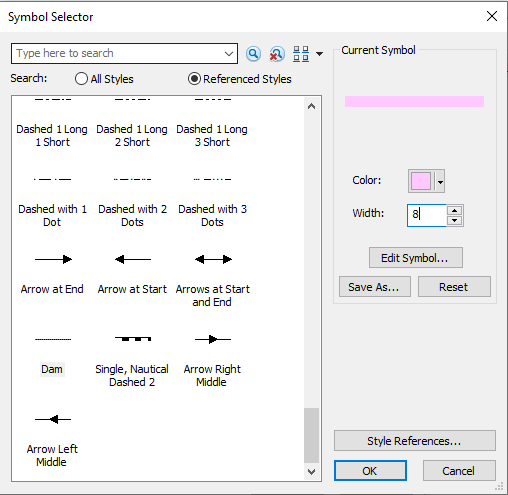 Symbol Selector
Type here to search
Search:
All Styles
Referenced Styles
Dashed 1 Long
1 Short
Dashed 1 Long
2 Short
Dashed 1 Long
3 Short
Dashed with 1
Dot
Dashed with 2
Dots
Dashed with 3
Dots
Arrow at End
Arrow at Start
Arrows at Start
and End
Dam
Single, Nautical
Dashed 2
Arrow Right
Middle
Arrow Left
Middle
Current Symbol
Color:
Width:
8
Edit Symbol...
Save As...
Reset
Style References...
OK
Cancel